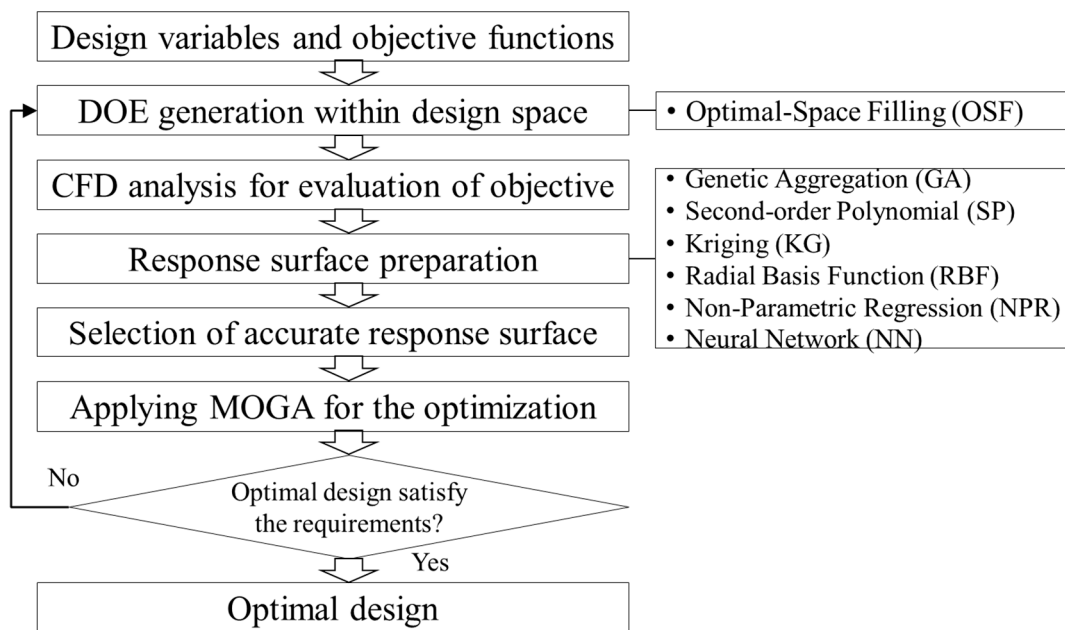 Design variables and objective functions
DOE generation within design space
• Optimal-Space Filling (OSF)
CFD analysis for evaluation of objective
Response surface preparation
• Genetic Aggregation (GA)
• Second-order Polynomial (SP)
• Kriging (KG)
• Radial Basis Function (RBF)
• Non-Parametric Regression (NPR)
• Neural Network (NN)
Selection of accurate response surface
Applying MOGA for the optimization
No
Optimal design satisfy
the requirements?
Yes
Optimal design